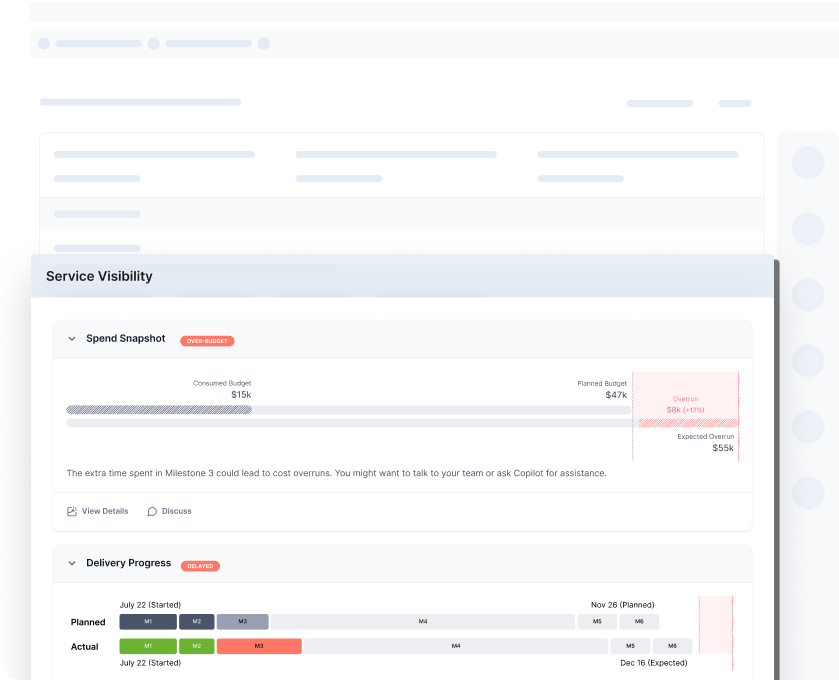 Service Visibility
Spend Snapshot OVER-BUDGET
Consumed Budget
$15k
Planned Budget
$47k
Overrun
$8k (+17%)
Expected Overrun
$55k
The extra time spent in Milestone 3 could lead to cost overruns. You might want to talk to your team or ask Copilot for assistance.
View Details Discuss
Delivery Progress DELAYED
July 22 (Started) Nov 26 (Planned)
Planned M1 M2 M3 M4 M5 M6
Actual M1 M2 M3 M4 M5 M6
July 22 (Started) Dec 16 (Expected)